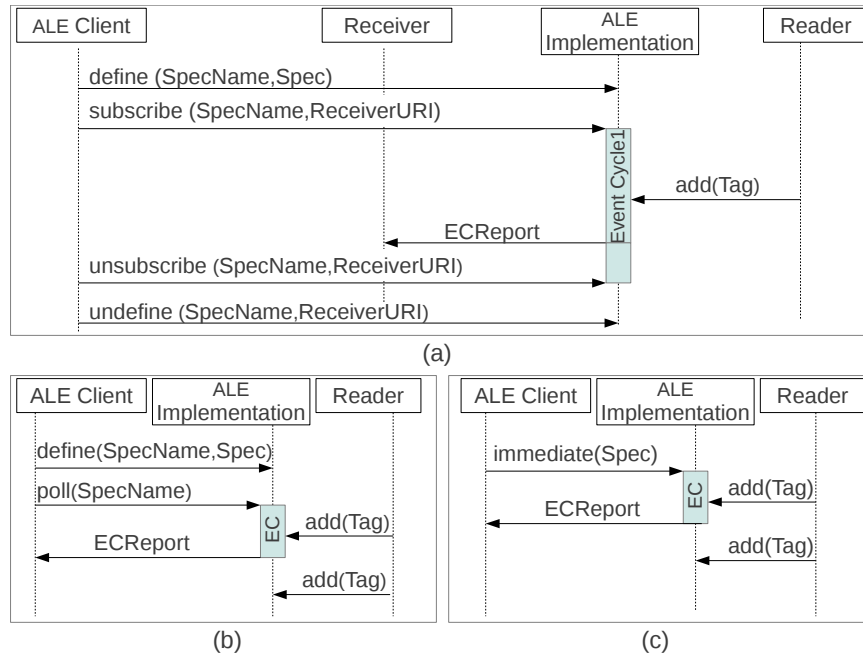 ALE Client
Receiver
ALE
Implementation
Reader
define (SpecName,Spec)
subscribe (SpecName,ReceiverURI)
Event Cycle1
add(Tag)
ECReport
unsubscribe (SpecName,ReceiverURI)
undefine (SpecName,ReceiverURI)
(a)
ALE Client
ALE
Implementation
Reader
define(SpecName,Spec)
poll(SpecName)
EC
add(Tag)
ECReport
add(Tag)
(b)
ALE Client
ALE
Implementation
Reader
immediate(Spec)
EC
add(Tag)
ECReport
add(Tag)
(c)